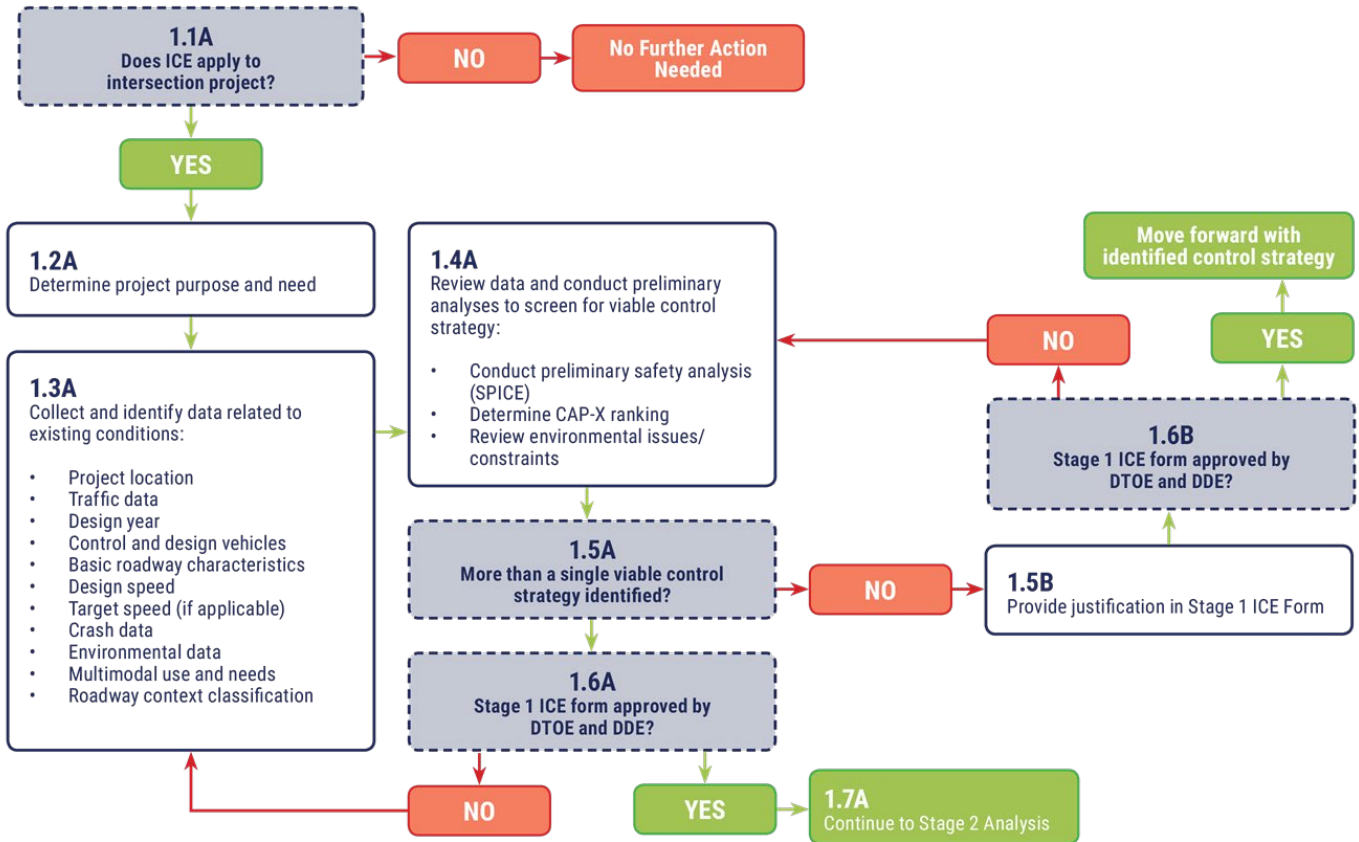 1.1A
Does ICE apply to
intersection project?
NO
No Further Action
Needed
YES
1.2A
Determine project purpose and need
1.3A
Collect and identify data related to
existing conditions:
• Project location
• Traffic data
• Design year
• Control and design vehicles
• Basic roadway characteristics
• Design speed
• Target speed (if applicable)
• Crash data
• Environmental data
• Multimodal use and needs
• Roadway context classification
1.4A
Review data and conduct preliminary
analyses to screen for viable control
strategy:
• Conduct preliminary safety analysis
(SPICE)
• Determine CAP-X ranking
• Review environmental issues/
constraints
1.5A
More than a single viable control
strategy identified?
NO
1.5B
Provide justification in Stage 1 ICE Form
1.6B
Stage 1 ICE form approved by
DTOE and DDE?
NO
YES
Move forward with
identified control strategy
1.6A
Stage 1 ICE form approved by
DTOE and DDE?
NO
YES
1.7A
Continue to Stage 2 Analysis